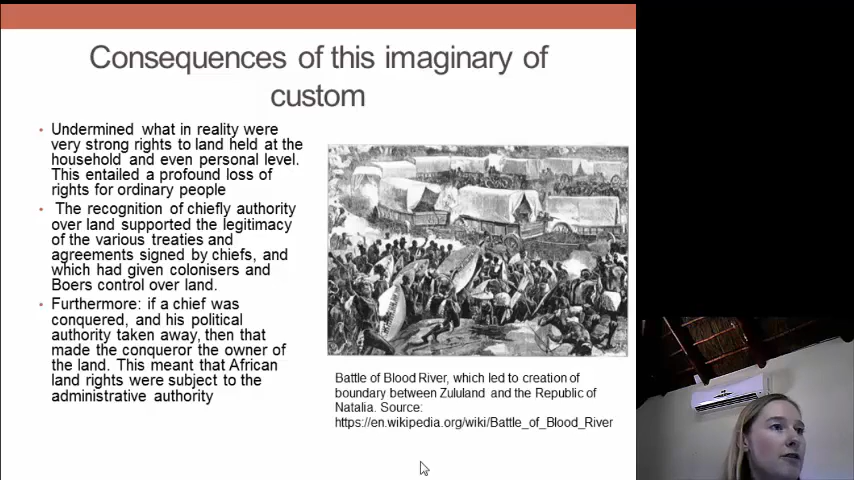 Consequences of this imaginary of
custom
• Undermined what in reality were
very strong rights to land held at the
household and even personal level.
This entailed a profound loss of
rights for ordinary people
• The recognition of chiefly authority
over land supported the legitimacy
of the various treaties and
agreements signed by chiefs, and
which had given colonisers and
Boers control over land.
• Furthermore: if a chief was
conquered, and his political
authority taken away, then that
made the conqueror the owner of
the land. This meant that African
land rights were subject to the
administrative authority
Battle of Blood River, which led to creation of
boundary between Zululand and the Republic of
Natalia. Source:
https://en.wikipedia.org/wiki/Battle_of_Blood_River